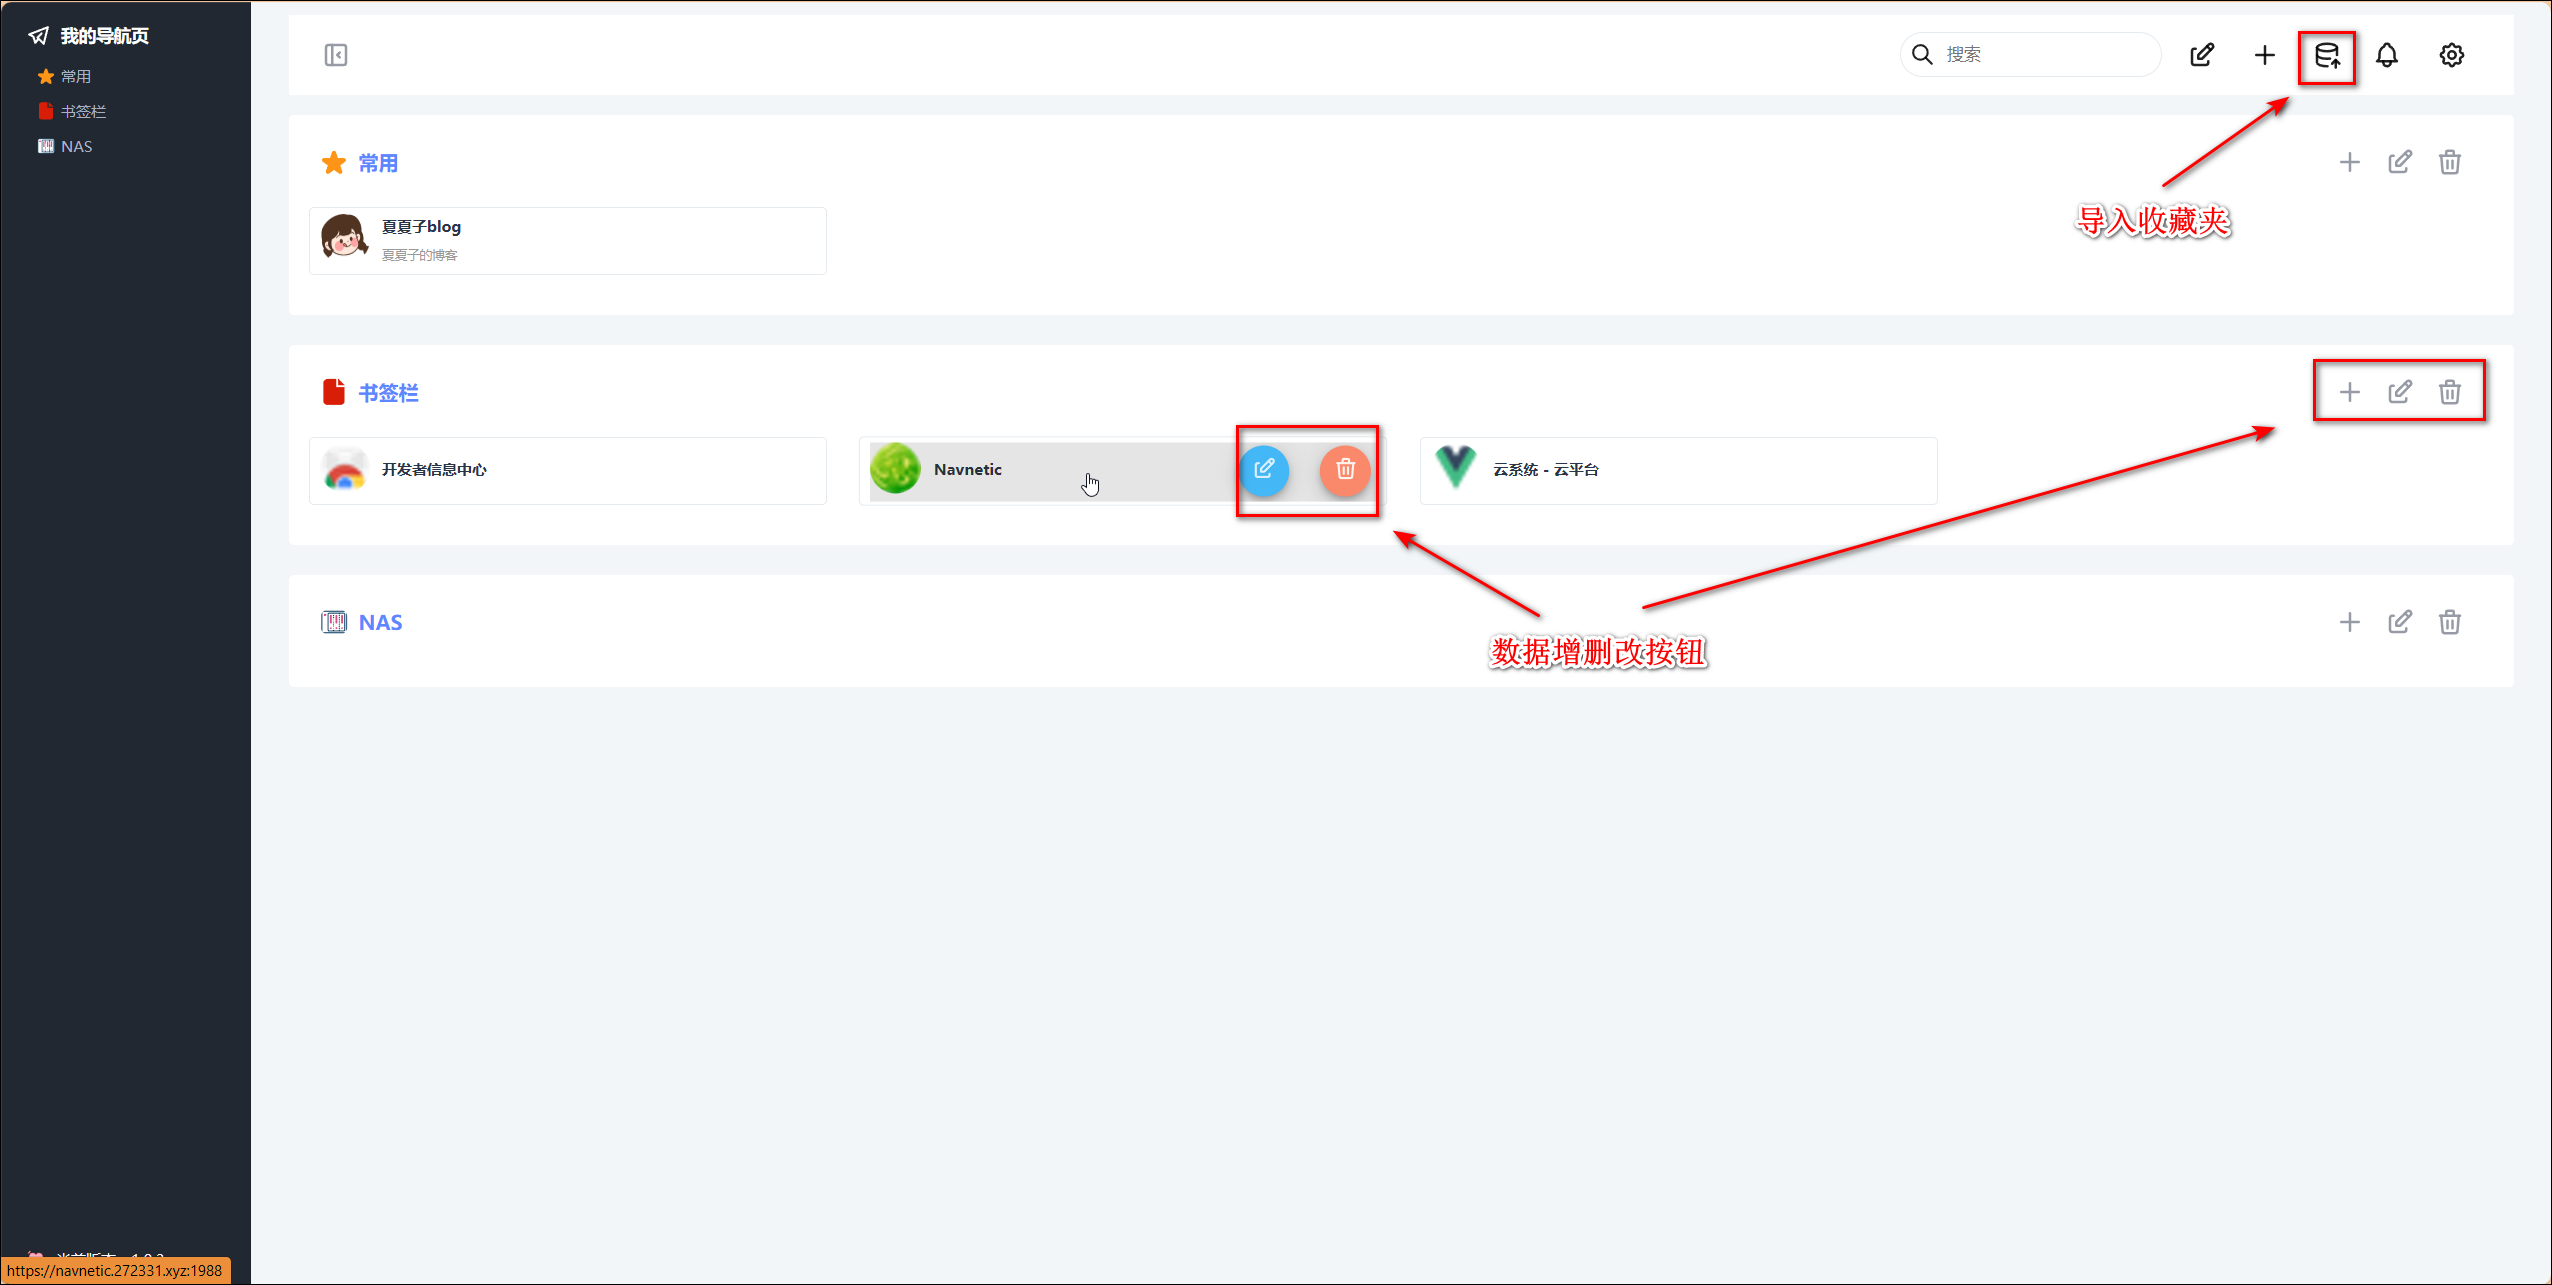 我的导航页
常用
书签栏
NAS
搜索
导入收藏夹
常用
夏夏子blog
夏夏子的博客
书签栏
开发者信息中心
Navnetic
云系统 - 云平台
数据增删改按钮
NAS
https://navnetic.272331.xyz:1988